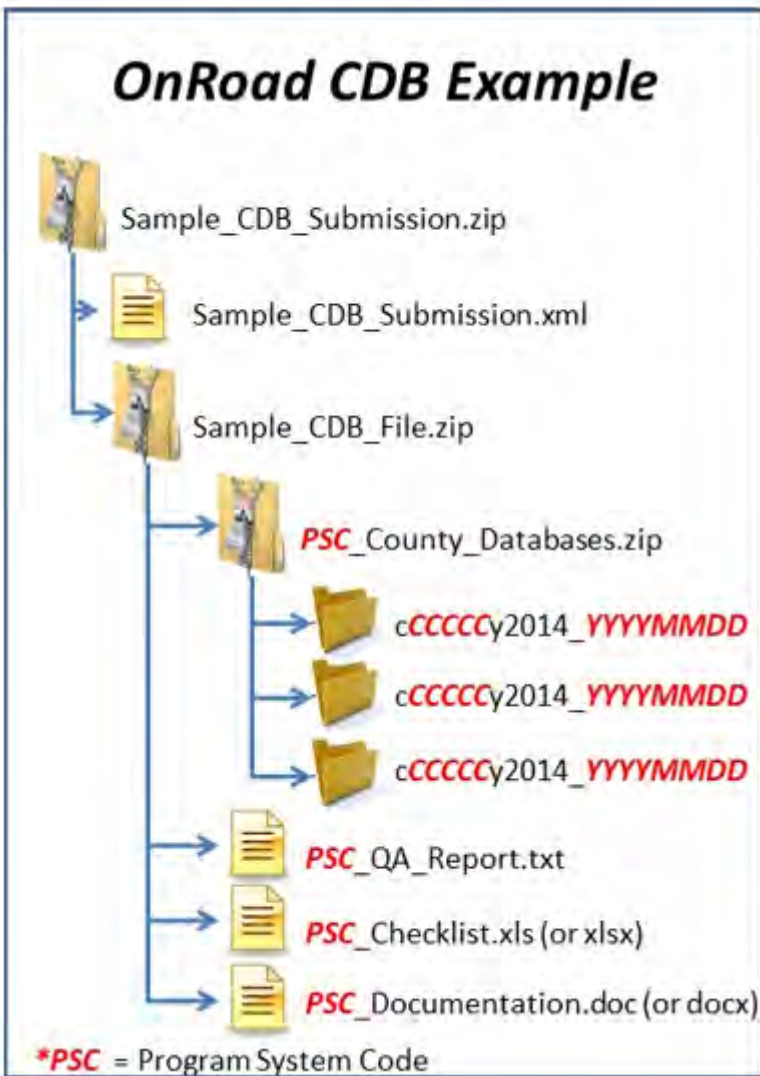 OnRoad CDB Example
Sample_CDB_Submission.zip
Sample_CDB_Submission.xml
Sample_CDB_File.zip
PSC_County_Databases.zip
cCCCCCy2014_YYYYMMDD
cCCCCCy2014_YYYYMMDD
cCCCCCy2014_YYYYMMDD
PSC_QA_Report.txt
PSC_Checklist.xls (or xlsx)
PSC_Documentation.doc (or docx)
*PSC = Program System Code